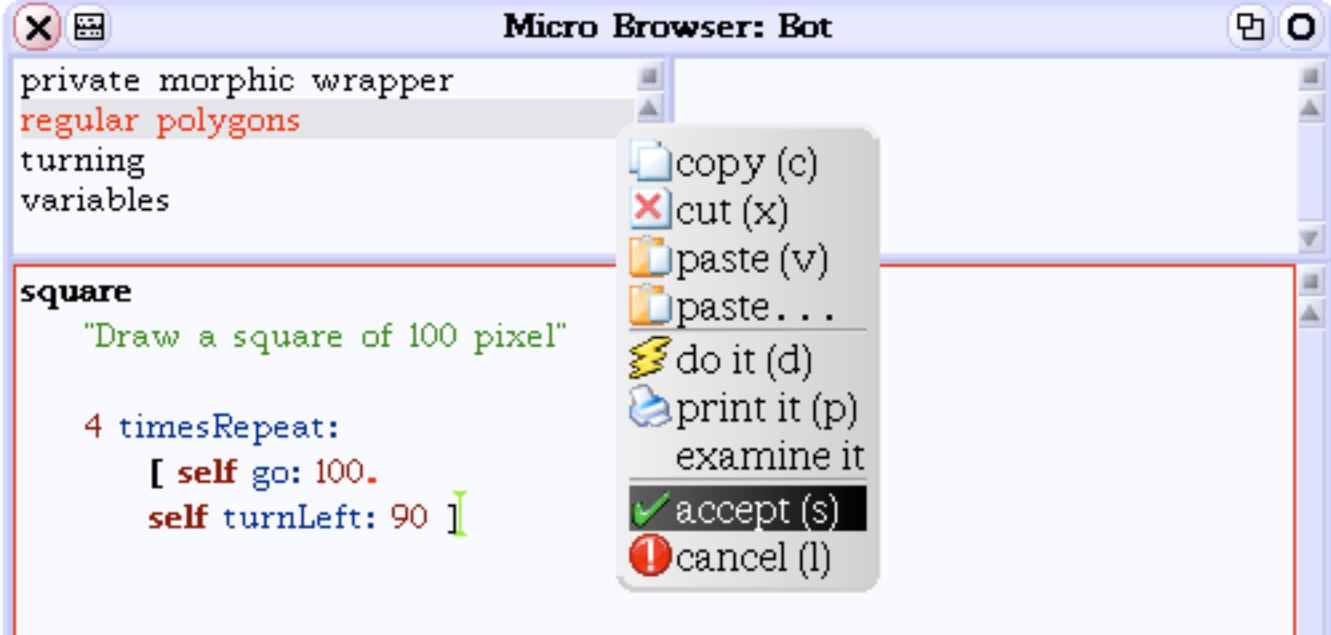 Micro Browser: Bot
private morphic wrapper
regular polygons
turning
variables
copy (c)
cut (x)
paste (v)
paste...
do it (d)
print it (p)
examine it
accept (s)
cancel (l)
square
"Draw a square of 100 pixel"
4 timesRepeat:
[ self go: 100.
self turnLeft: 90 ]